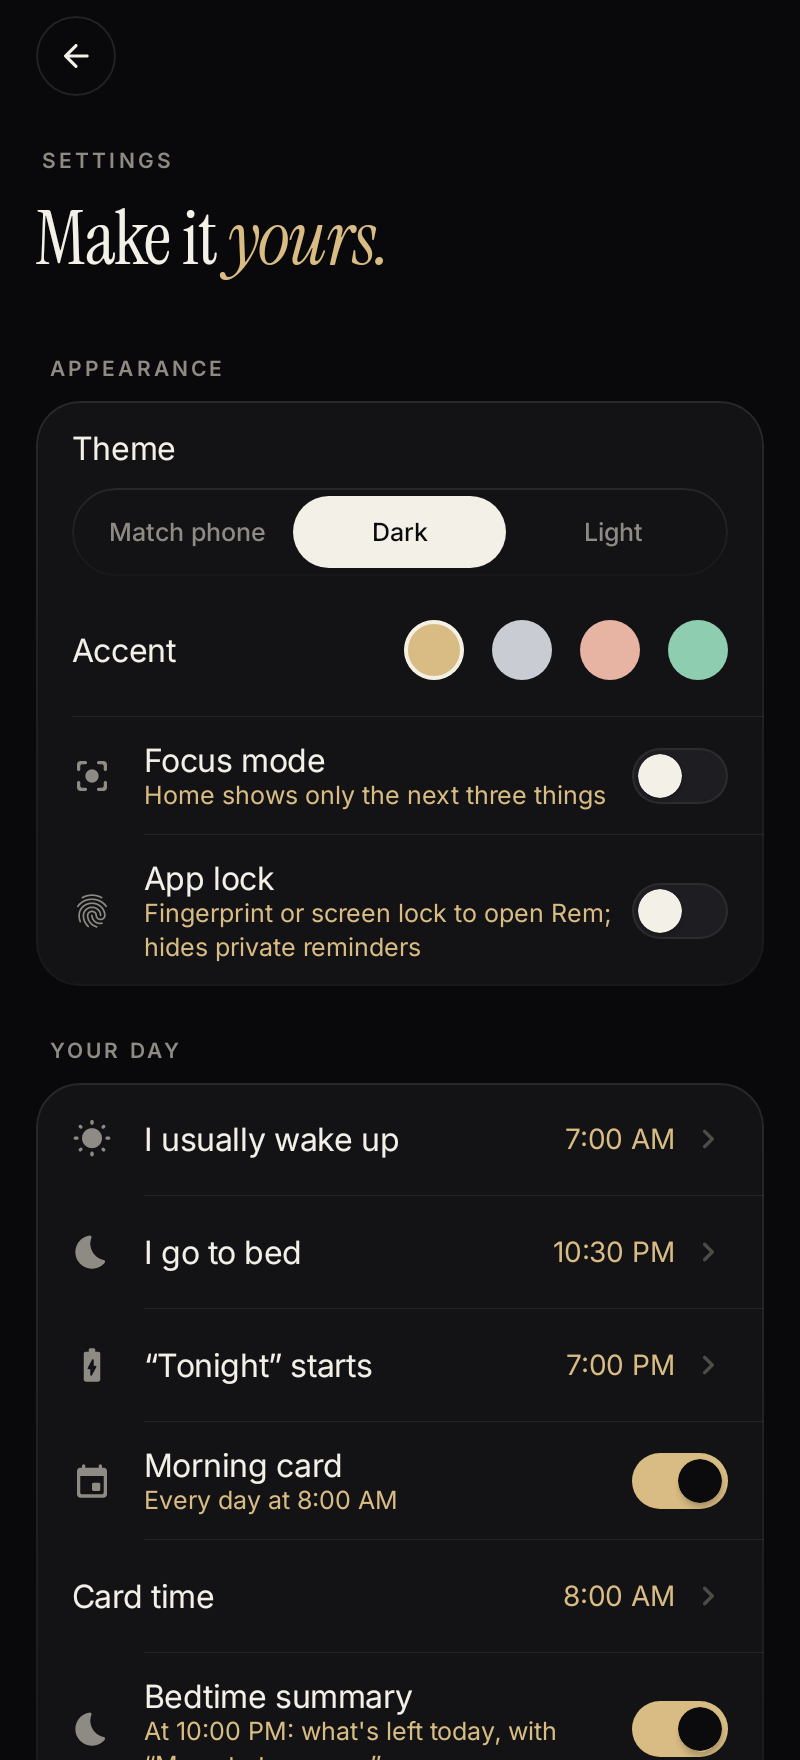 SETTINGS
Make it yours.
APPEARANCE
Theme
Match phone
Dark
Light
Accent
Focus mode
Home shows only the next three things
App lock
Fingerprint or screen lock to open Rem;
hides private reminders
YOUR DAY
I usually wake up
7:00 AM
I go to bed
10:30 PM
“Tonight” starts
7:00 PM
Morning card
Every day at 8:00 AM
Card time
8:00 AM
Bedtime summary
At 10:00 PM: what's left today, with